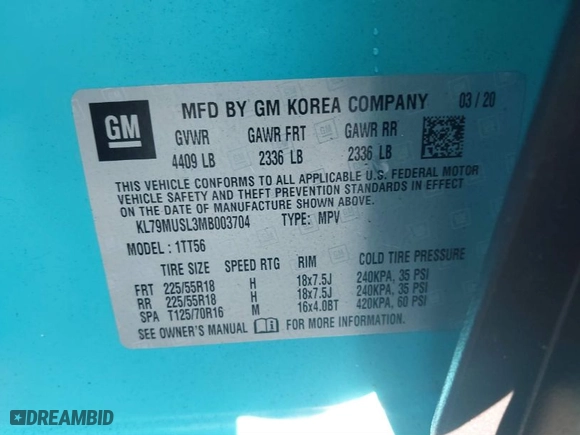 GM
MFD BY GM KOREA COMPANY 03/20
GVWR GAWR FRT GAWR RR
4409 LB 2336 LB 2336 LB
THIS VEHICLE CONFORMS TO ALL APPLICABLE U.S. FEDERAL MOTOR
VEHICLE SAFETY AND THEFT PREVENTION STANDARDS IN EFFECT
ON THE DATE OF MANUFACTURE SHOWN ABOVE.
KL79MUSL3MB003704 TYPE: MPV
MODEL: 1TT56
TIRE SIZE SPEED RTG RIM COLD TIRE PRESSURE
FRT 225/55R18 H 18x7.5J 240KPA, 35 PSI
RR 225/55R18 H 18x7.5J 240KPA, 35 PSI
SPA T125/70R16 M 16x4.0BT 420KPA, 60 PSI
SEE OWNER'S MANUAL FOR MORE INFORMATION.
DREAMBID